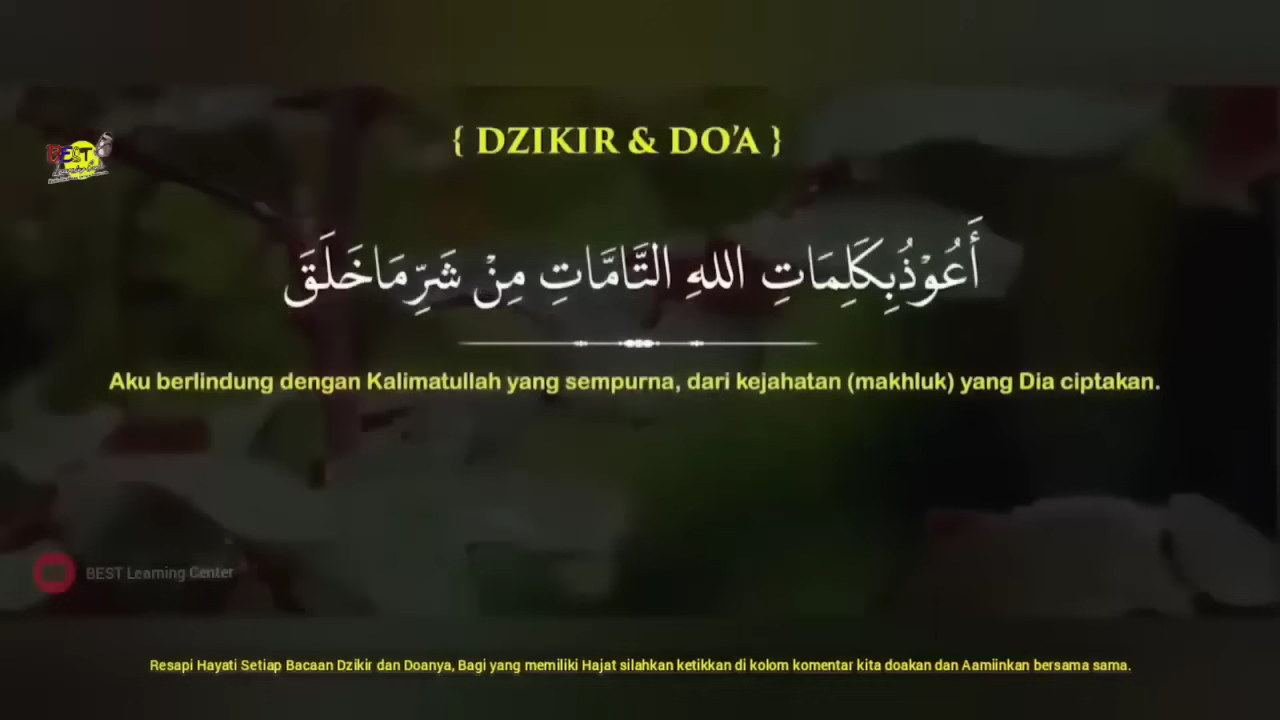 { DZIKIR & DO'A }
BEST
أَعُوْذُبِكَلِمَاتِ اللهِ التَّامَّاتِ مِنْ شَرِّمَاخَلَقَ
Aku berlindung dengan Kalimatullah yang sempurna, dari kejahatan (makhluk) yang Dia ciptakan.
BEST Learning Center
Resapi Hayati Setiap Bacaan Dzikir dan Doanya, Bagi yang memiliki Hajat silahkan ketikkan di kolom komentar kita doakan dan Aamiinkan bersama sama.